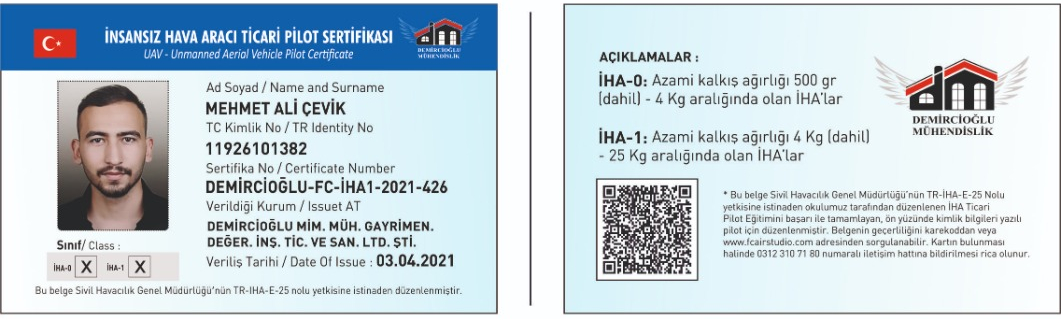 İNSANSIZ HAVA ARACI TİCARİ PİLOT SERTİFİKASI
UAV - Unmanned Aerial Vehicle Pilot Certificate
DEMİRCİOĞLU
MÜHENDİSLİK
Ad Soyad / Name and Surname
MEHMET ALİ ÇEVİK
TC Kimlik No / TR Identity No
11926101382
Sertifika No / Certificate Number
DEMİRCİOĞLU-FC-İHA1-2021-426
Verildiği Kurum / Issuet AT
DEMİRCİOĞLU MİM. MÜH. GAYRİMEN.
DEĞER. İNŞ. TİC. VE SAN. LTD. ŞTİ.
Veriliş Tarihi / Date Of Issue : 03.04.2021
Sınıf/ Class :
İHA-0 X İHA-1 X
Bu belge Sivil Havacılık Genel Müdürlüğü'nün TR-IHA-E-25 nolu yetkisine istinaden düzenlenmiştir.
AÇIKLAMALAR :
İHA-0: Azami kalkış ağırlığı 500 gr
(dahil) - 4 Kg aralığında olan İHA'lar
İHA-1: Azami kalkış ağırlığı 4 Kg (dahil)
- 25 Kg aralığında olan İHA'lar
DEMİRCİOĞLU
MÜHENDİSLİK
* Bu belge Sivil Havacılık Genel Müdürlüğü'nün TR-İHA-E-25 Nolu
yetkisine istinaden okulumuz tarafından düzenlenen İHA Ticari
Pilot Eğitimini başarı ile tamamlayan, ön yüzünde kimlik bilgileri yazılı
pilot için düzenlenmiştir. Belgenin geçerliliğini karekoddan veya
www.fcairstudio.com adresinden sorgulanabilir. Kartın bulunması
halinde 0312 310 71 80 numaralı iletişim hattına bildirilmesi rica olunur.